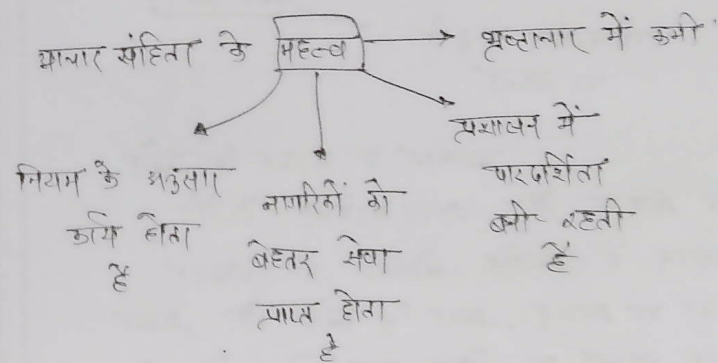 आचार संहिता के महत्व
भ्रष्टाचार में कमी
प्रशासन में
पारदर्शिता
बनी रहती
है
नागरिकों को
बेहतर सेवा
प्राप्त होता
है
नियम के अनुसार
कार्य होता
है